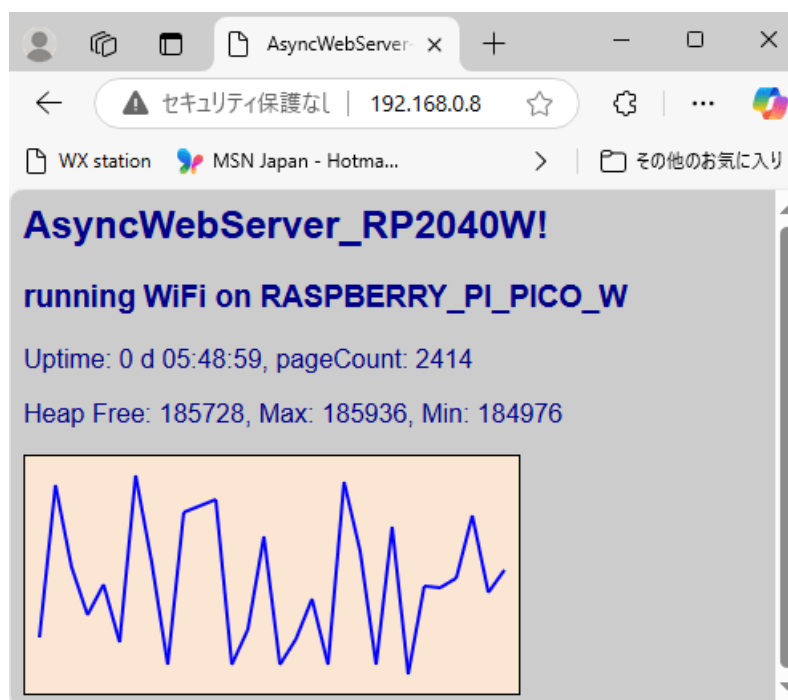 AsyncWebServer-
セキュリティ保護なし 192.168.0.8
WX station MSN Japan - Hotma... その他のお気に入り
AsyncWebServer_RP2040W!
running WiFi on RASPBERRY_PI_PICO_W
Uptime: 0 d 05:48:59, pageCount: 2414
Heap Free: 185728, Max: 185936, Min: 184976